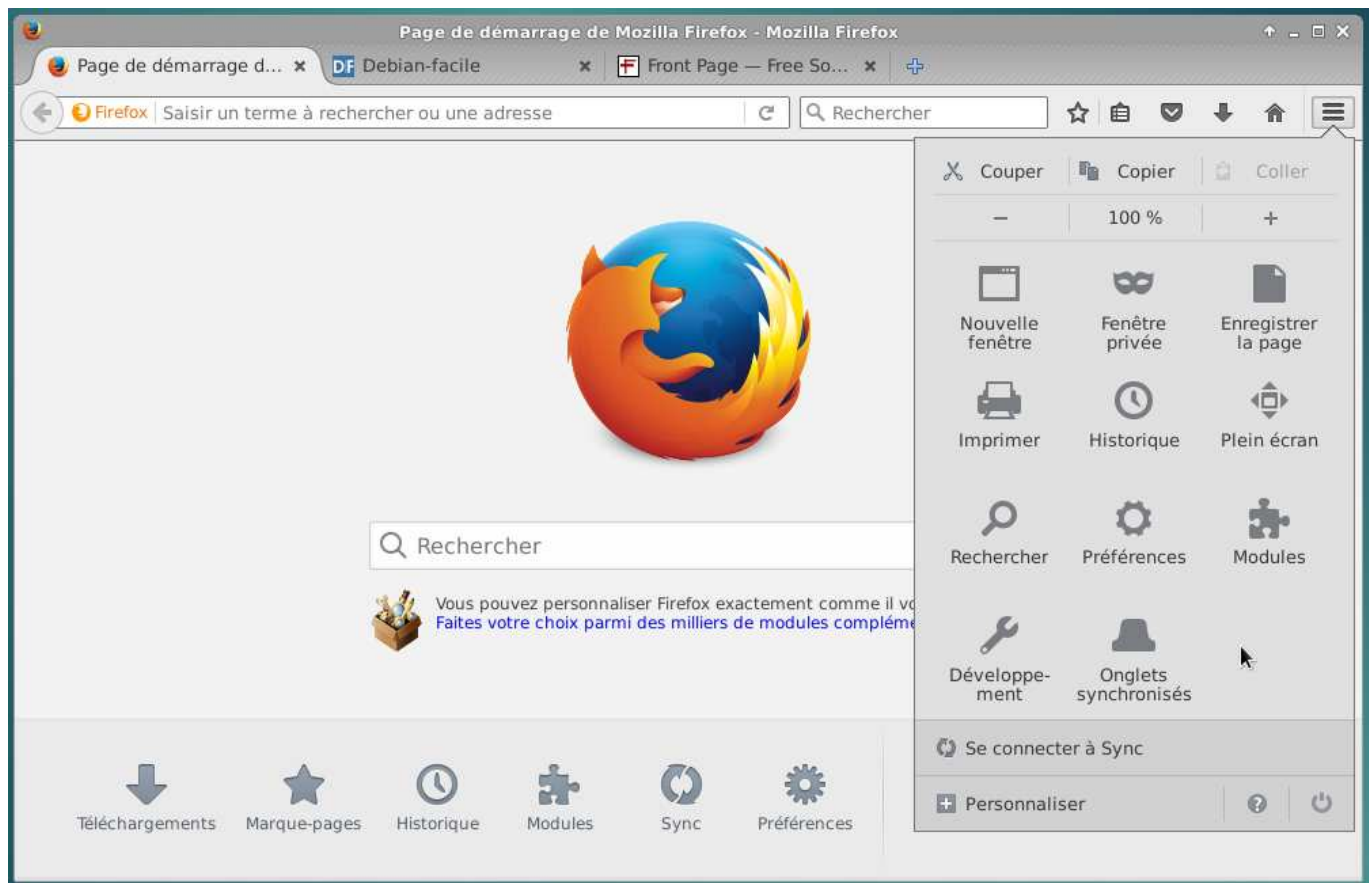 Page de démarrage de Mozilla Firefox - Mozilla Firefox
Page de démarrage d...
Debian-facile
Front Page — Free So...
Firefox
Saisir un terme à rechercher ou une adresse
Rechercher
Couper
Copier
Coller
100 %
Nouvelle
fenêtre
Fenêtre
privée
Enregistrer
la page
Imprimer
Historique
Plein écran
Rechercher
Préférences
Modules
Développe-
ment
Onglets
synchronisés
Se connecter à Sync
Personnaliser
Rechercher
Vous pouvez personnaliser Firefox exactement comme il vo
Faites votre choix parmi des milliers de modules compléme
Téléchargements
Marque-pages
Historique
Modules
Sync
Préférences